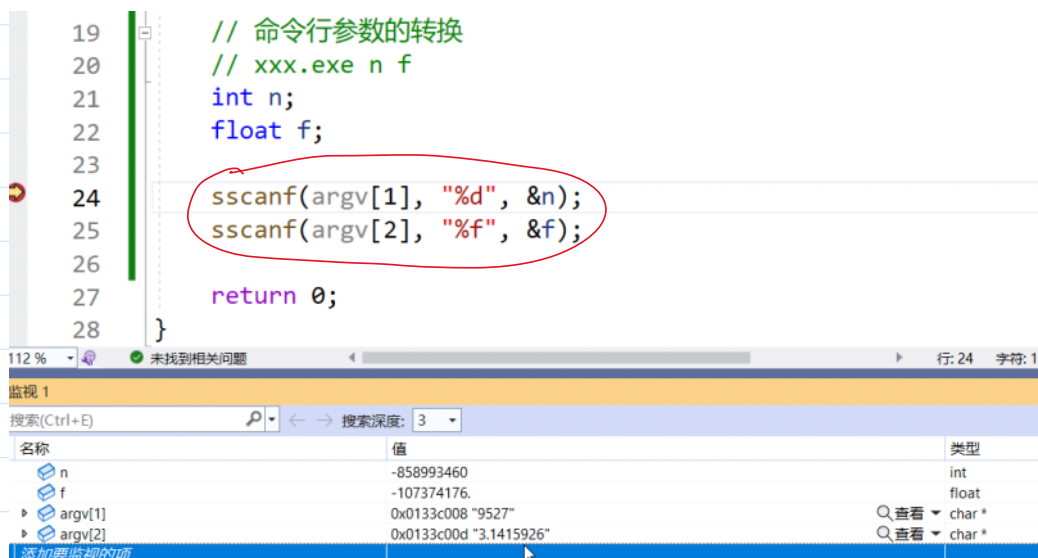 19 // 命令行参数的转换
20 // xxx.exe n f
21 int n;
22 float f;
23
24 sscanf(argv[1], "%d", &n);
25 sscanf(argv[2], "%f", &f);
26
27 return 0;
28 }
112 % 未找到相关问题 行: 24 字符: 1
监视 1
搜索(Ctrl+E) 搜索深度: 3
名称 值 类型
n -858993460 int
f -107374176. float
argv[1] 0x0133c008 "9527" 查看 char *
argv[2] 0x0133c00d "3.1415926" 查看 char *
添加要监视的项